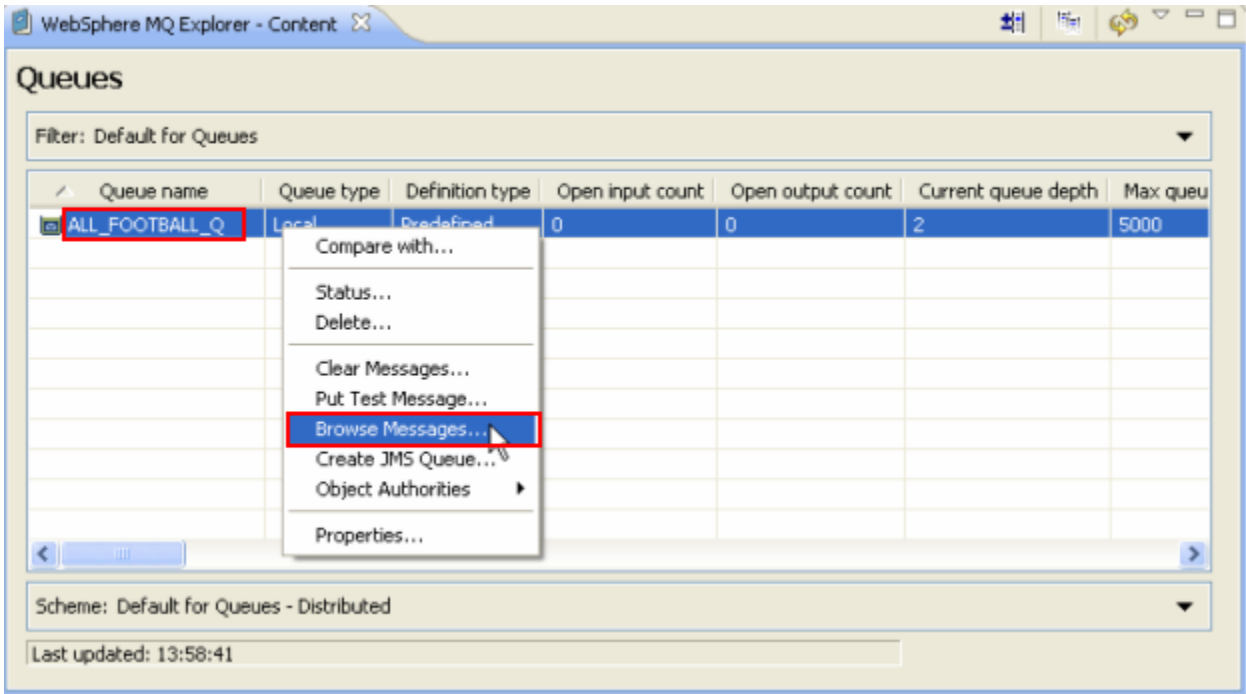 WebSphere MQ Explorer - Content
Queues
Filter: Default for Queues
Queue name Queue type Definition type Open input count Open output count Current queue depth Max queu
ALL_FOOTBALL_Q Local Predefined 0 0 2 5000
Compare with...
Status...
Delete...
Clear Messages...
Put Test Message...
Browse Messages...
Create JMS Queue...
Object Authorities
Properties...
Scheme: Default for Queues - Distributed
Last updated: 13:58:41